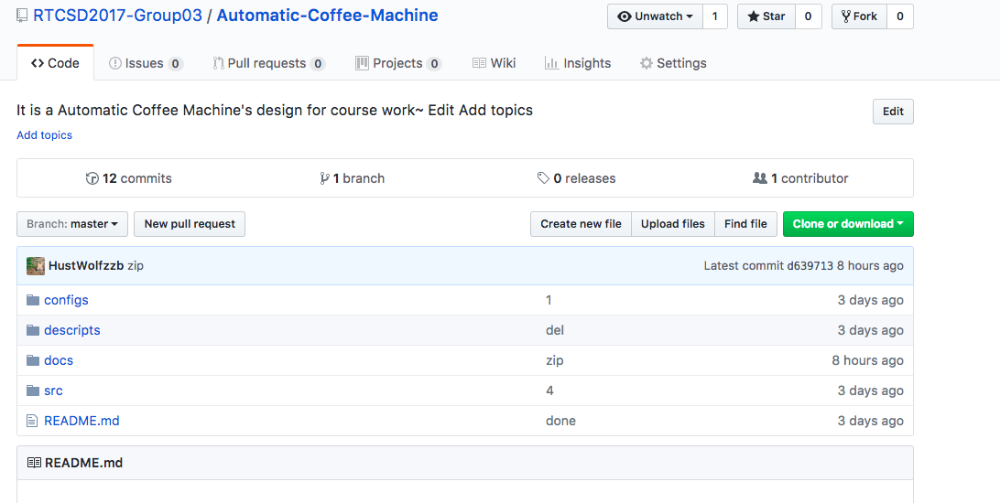 RTCSD2017-Group03 / Automatic-Coffee-Machine Unwatch 1 Star 0 Fork 0
Code Issues 0 Pull requests 0 Projects 0 Wiki Insights Settings
It is a Automatic Coffee Machine's design for course work~ Edit Add topics Edit
Add topics
12 commits 1 branch 0 releases 1 contributor
Branch: master New pull request Create new file Upload files Find file Clone or download
HustWolfzzb zip Latest commit d639713 8 hours ago
configs 1 3 days ago
descripts del 3 days ago
docs zip 8 hours ago
src 4 3 days ago
README.md done 3 days ago
README.md